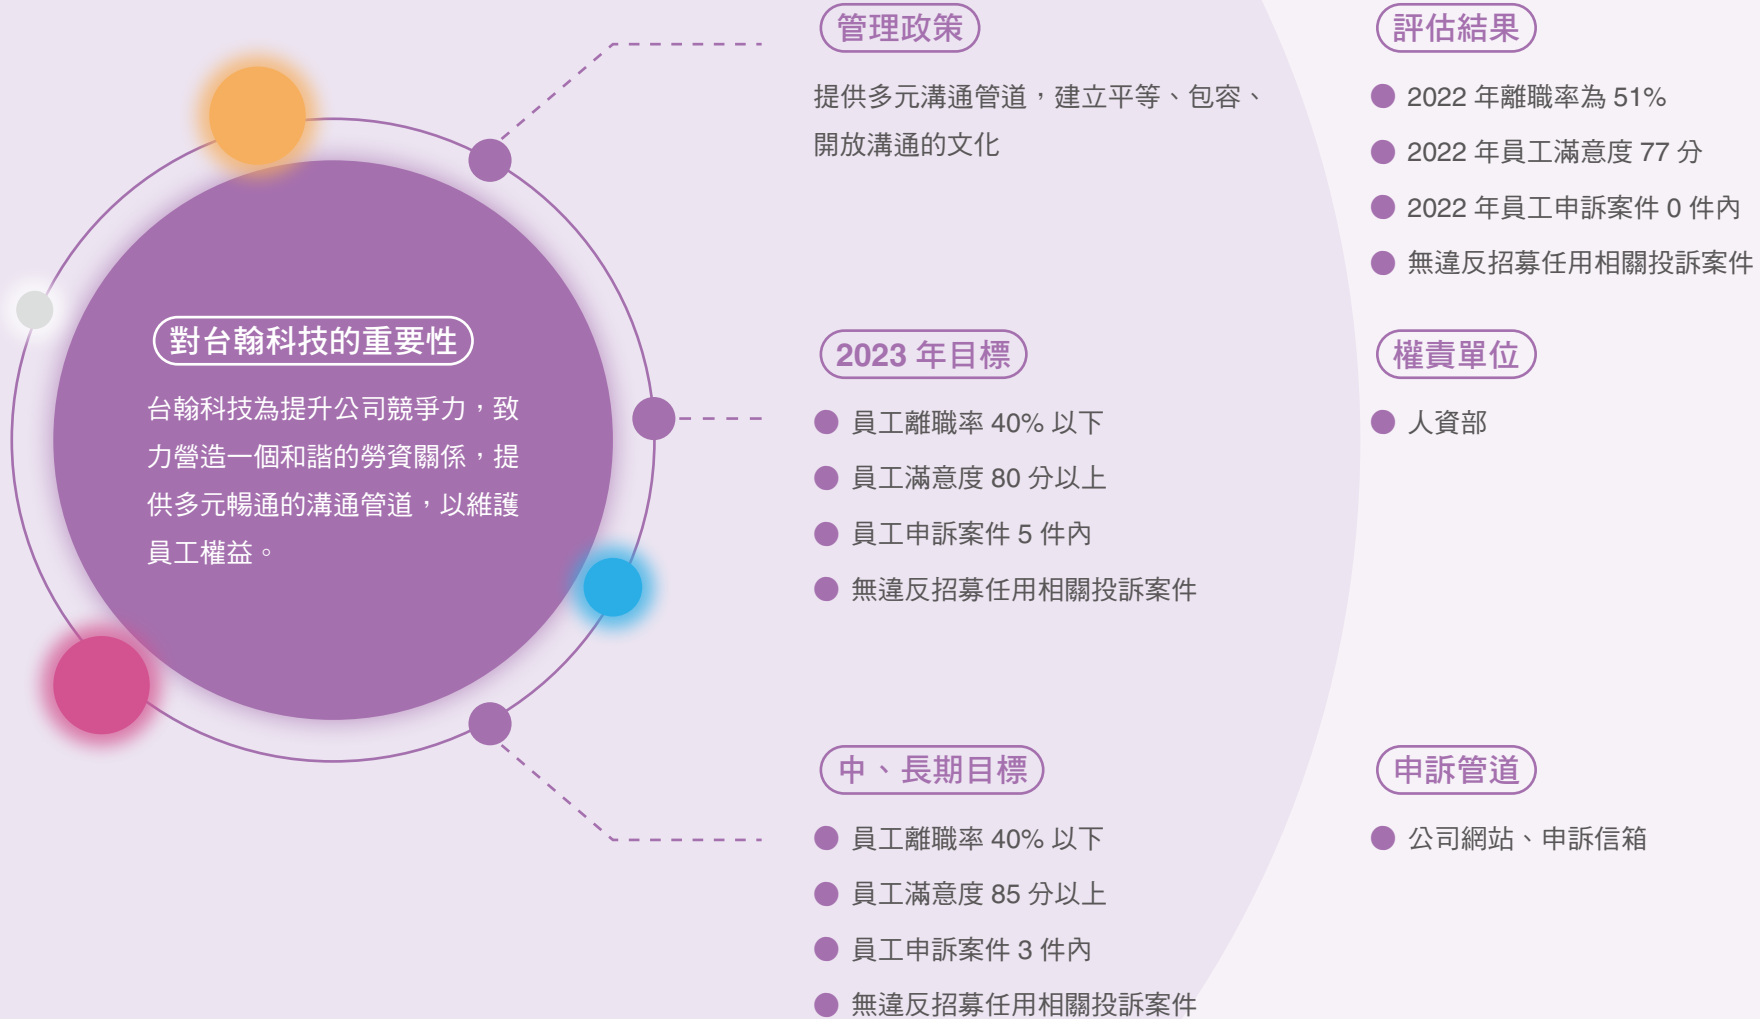 對台翰科技的重要性
台翰科技為提升公司競爭力，致
力營造一個和諧的勞資關係，提
供多元暢通的溝通管道，以維護
員工權益。
管理政策
提供多元溝通管道，建立平等、包容、
開放溝通的文化
2023 年目標
員工離職率 40% 以下
員工滿意度 80 分以上
員工申訴案件 5 件內
無違反招募任用相關投訴案件
中、長期目標
員工離職率 40% 以下
員工滿意度 85 分以上
員工申訴案件 3 件內
無違反招募任用相關投訴案件
評估結果
2022 年離職率為 51%
2022 年員工滿意度 77 分
2022 年員工申訴案件 0 件內
無違反招募任用相關投訴案件
權責單位
人資部
申訴管道
公司網站、申訴信箱